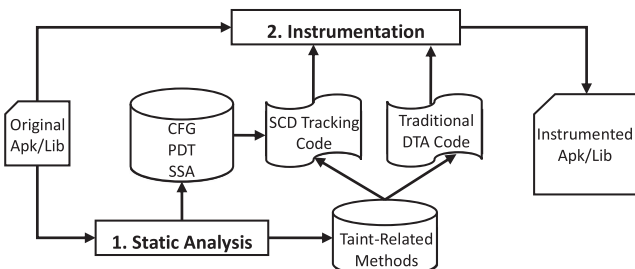 2. Instrumentation
Original
Apk/Lib
CFG
PDT
SSA
SCD Tracking
Code
Traditional
DTA Code
Instrumented
Apk/Lib
1. Static Analysis
Taint-Related
Methods